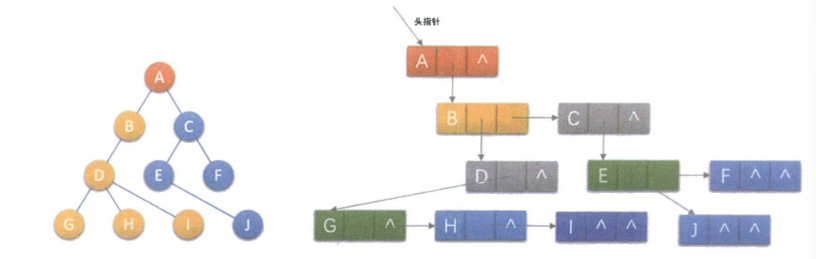 头指针
A
A ^
B C
B C ^
D E F
D ^ E F ^ ^
G H I J
G ^ H ^ I ^ ^ J ^ ^